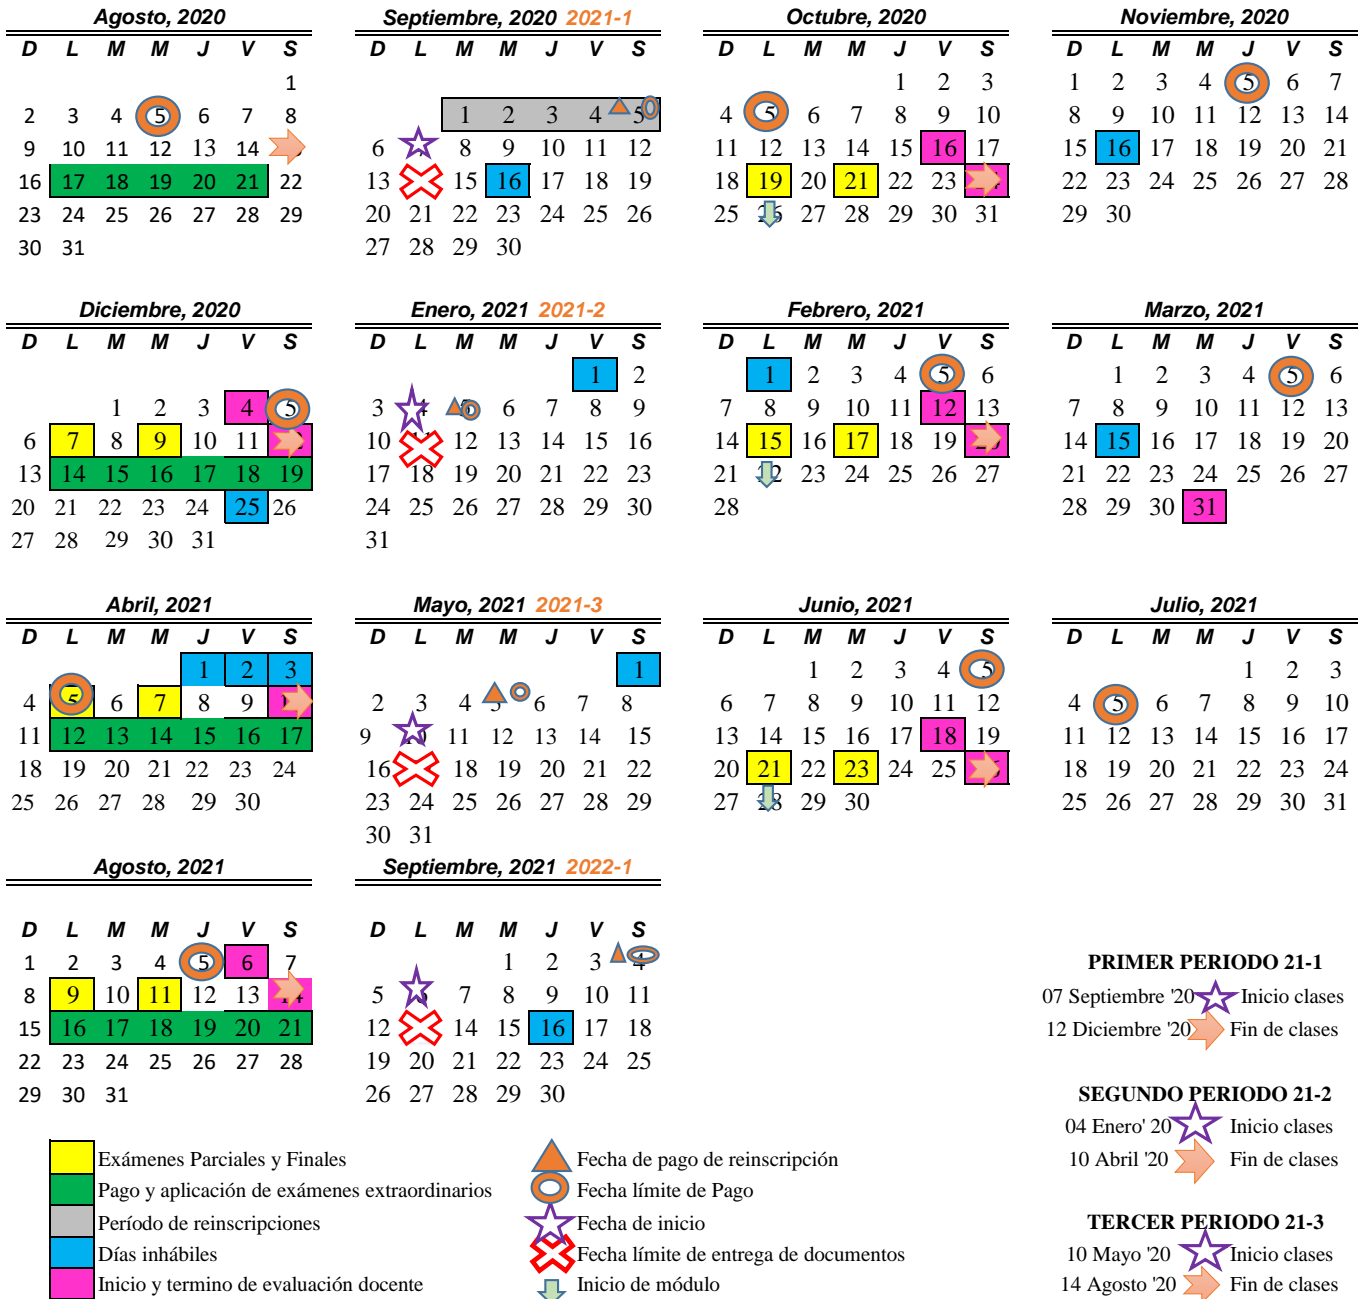 Agosto, 2020
D L M M J V S
1
2 3 4 5 6 7 8
9 10 11 12 13 14
16 17 18 19 20 21 22
23 24 25 26 27 28 29
30 31
Septiembre, 2020 2021-1
D L M M J V S
1 2 3 4 5
6 8 9 10 11 12
13 15 16 17 18 19
20 21 22 23 24 25 26
27 28 29 30
Octubre, 2020
D L M M J V S
1 2 3
4 5 6 7 8 9 10
11 12 13 14 15 16 17
18 19 20 21 22 23
25 26 27 28 29 30 31
Noviembre, 2020
D L M M J V S
1 2 3 4 5 6 7
8 9 10 11 12 13 14
15 16 17 18 19 20 21
22 23 24 25 26 27 28
29 30
Diciembre, 2020
D L M M J V S
1 2 3 4 5
6 7 8 9 10 11
13 14 15 16 17 18 19
20 21 22 23 24 25 26
27 28 29 30 31
Enero, 2021 2021-2
D L M M J V S
1 2
3 4 5 6 7 8 9
10 11 12 13 14 15 16
17 18 19 20 21 22 23
24 25 26 27 28 29 30
31
Febrero, 2021
D L M M J V S
1 2 3 4 5 6
7 8 9 10 11 12 13
14 15 16 17 18 19 20
21 22 23 24 25 26 27
28
Marzo, 2021
D L M M J V S
1 2 3 4 5 6
7 8 9 10 11 12 13
14 15 16 17 18 19 20
21 22 23 24 25 26 27
28 29 30 31
Abril, 2021
D L M M J V S
1 2 3
4 5 6 7 8 9
11 12 13 14 15 16 17
18 19 20 21 22 23 24
25 26 27 28 29 30
Mayo, 2021 2021-3
D L M M J V S
1
2 3 4 5 6 7 8
9 10 11 12 13 14 15
16 18 19 20 21 22
23 24 25 26 27 28 29
30 31
Junio, 2021
D L M M J V S
1 2 3 4 5
6 7 8 9 10 11 12
13 14 15 16 17 18 19
20 21 22 23 24 25
27 28 29 30
Julio, 2021
D L M M J V S
1 2 3
4 5 6 7 8 9 10
11 12 13 14 15 16 17
18 19 20 21 22 23 24
25 26 27 28 29 30 31
Agosto, 2021
D L M M J V S
1 2 3 4 5 6 7
8 9 10 11 12 13 14
15 16 17 18 19 20 21
22 23 24 25 26 27 28
29 30 31
Septiembre, 2021 2022-1
D L M M J V S
1 2 3 4
5 6 7 8 9 10 11
12 14 15 16 17 18
19 20 21 22 23 24 25
26 27 28 29 30
PRIMER PERIODO 21-1
07 Septiembre '20 Inicio clases
12 Diciembre '20 Fin de clases
SEGUNDO PERIODO 21-2
04 Enero' 20 Inicio clases
10 Abril '20 Fin de clases
TERCER PERIODO 21-3
10 Mayo '20 Inicio clases
14 Agosto '20 Fin de clases
Exámenes Parciales y Finales
Pago y aplicación de exámenes extraordinarios
Período de reinscripciones
Días inhábiles
Inicio y termino de evaluación docente
Fecha de pago de reinscripción
Fecha límite de Pago
Fecha de inicio
Fecha límite de entrega de documentos
Inicio de módulo